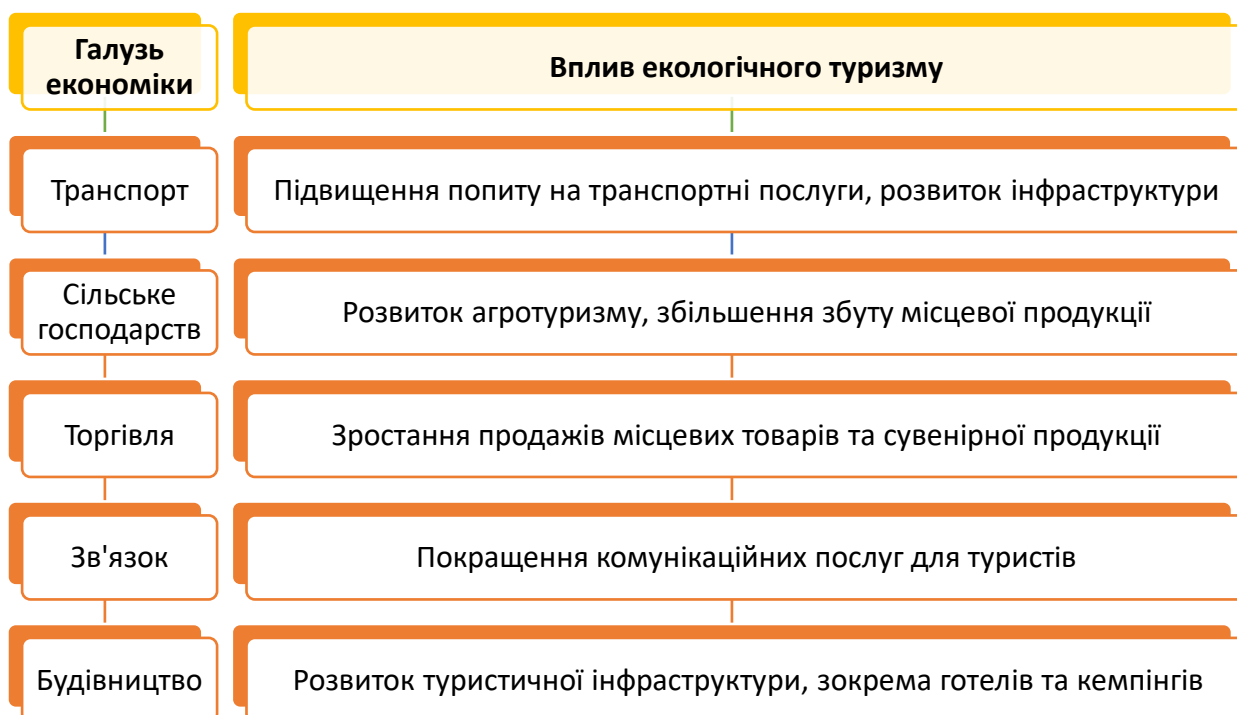 Галузь
економіки
Вплив екологічного туризму
Транспорт
Підвищення попиту на транспортні послуги, розвиток інфраструктури
Сільське
господарств
Розвиток агротуризму, збільшення збуту місцевої продукції
Торгівля
Зростання продажів місцевих товарів та сувенірної продукції
Зв'язок
Покращення комунікаційних послуг для туристів
Будівництво
Розвиток туристичної інфраструктури, зокрема готелів та кемпінгів